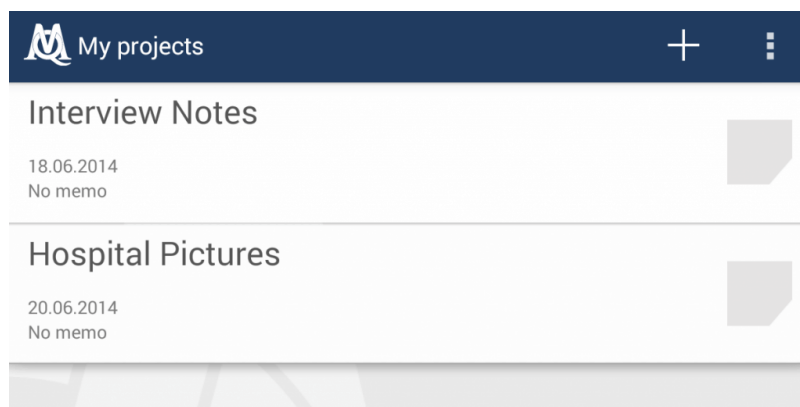 My projects
Interview Notes
18.06.2014
No memo
Hospital Pictures
20.06.2014
No memo